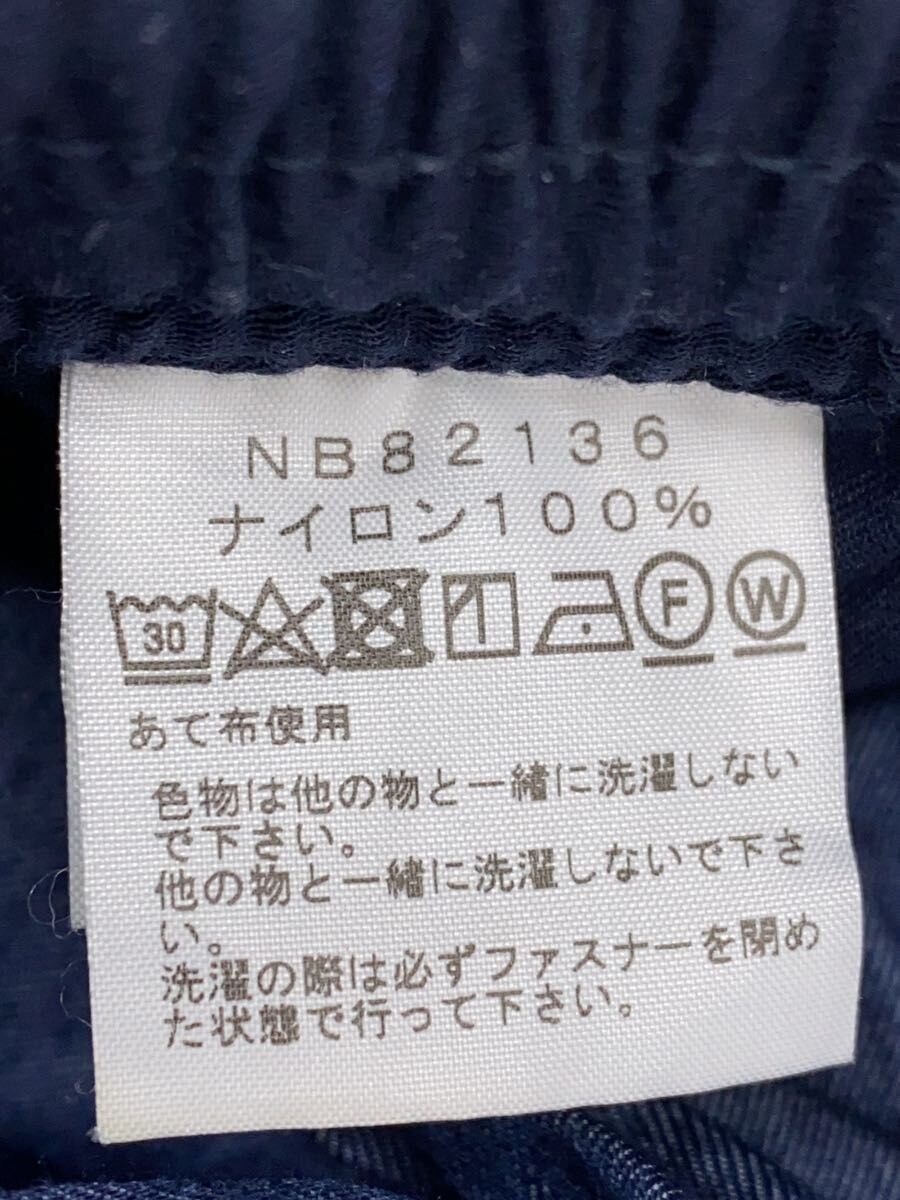 NB82136
ナイロン100%
30 F W
あて布使用
色物は他の物と一緒に洗濯しない
で下さい。
他の物と一緒に洗濯しないで下さ
い。
洗濯の際は必ずファスナーを閉め
た状態で行って下さい。